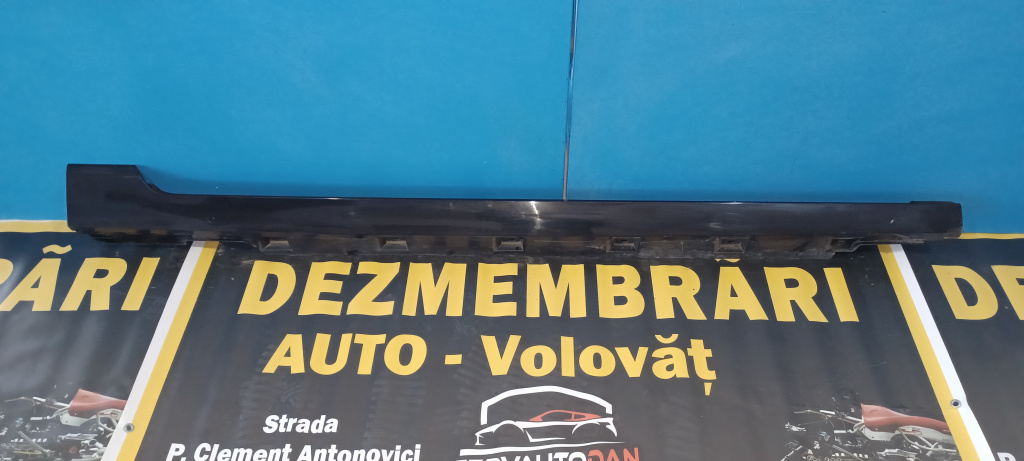 DEZMEMBRĂRI
AUTO - Volovăț
Strada
P. Clement Antonovici